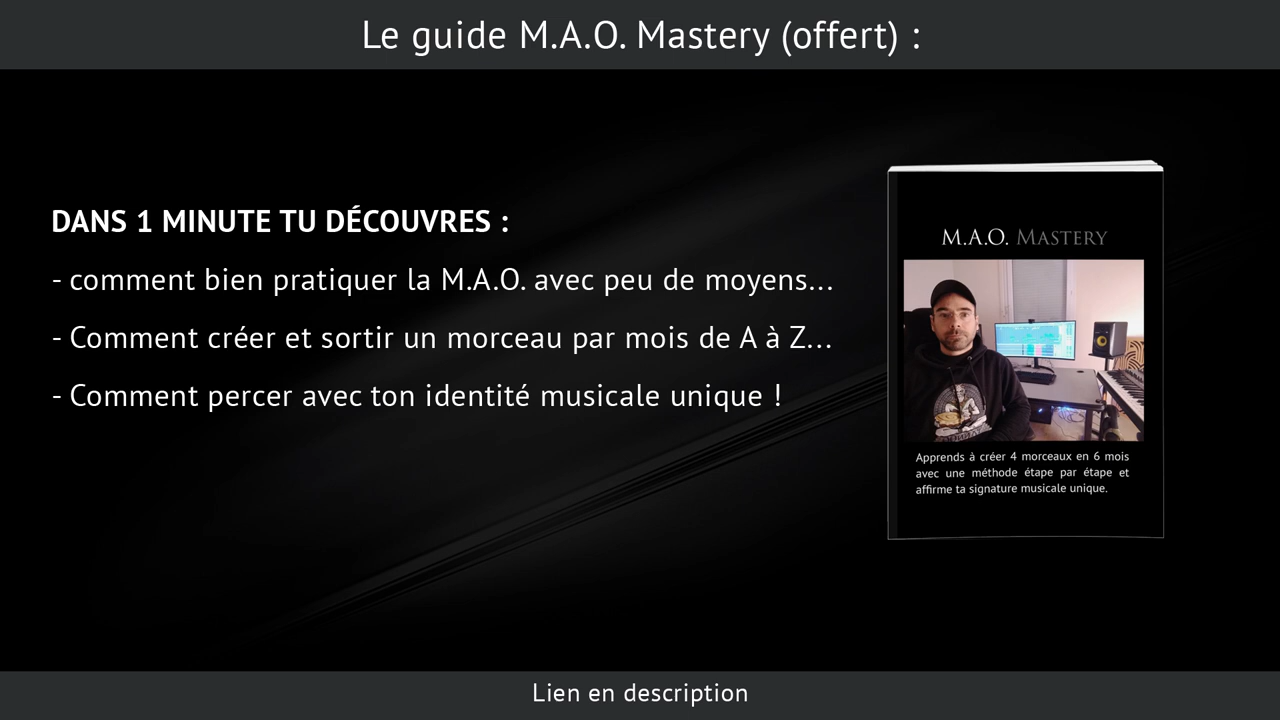 Le guide M.A.O. Mastery (offert) :
DANS 1 MINUTE TU DÉCOUVRES :
- comment bien pratiquer la M.A.O. avec peu de moyens...
- Comment créer et sortir un morceau par mois de A à Z...
- Comment percer avec ton identité musicale unique !
M.A.O. MASTERY
Apprends à créer 4 morceaux en 6 mois
avec une méthode étape par étape et
affirme ta signature musicale unique.
Lien en description